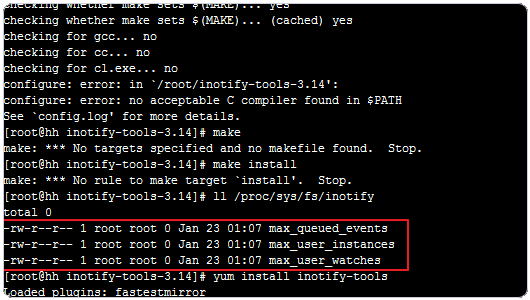 checking whether make sets $(MAKE)... yes
checking whether make sets $(MAKE)... (cached) yes
checking for gcc... no
checking for cc... no
checking for cl.exe... no
configure: error: in `/root/inotify-tools-3.14':
configure: error: no acceptable C compiler found in $PATH
See `config.log' for more details.
[root@hh inotify-tools-3.14]# make
make: *** No targets specified and no makefile found.  Stop.
[root@hh inotify-tools-3.14]# make install
make: *** No rule to make target `install'.  Stop.
[root@hh inotify-tools-3.14]# ll /proc/sys/fs/inotify
total 0
-rw-r--r-- 1 root root 0 Jan 23 01:07 max_queued_events
-rw-r--r-- 1 root root 0 Jan 23 01:07 max_user_instances
-rw-r--r-- 1 root root 0 Jan 23 01:07 max_user_watches
[root@hh inotify-tools-3.14]# yum install inotify-tools
Loaded plugins: fastestmirror